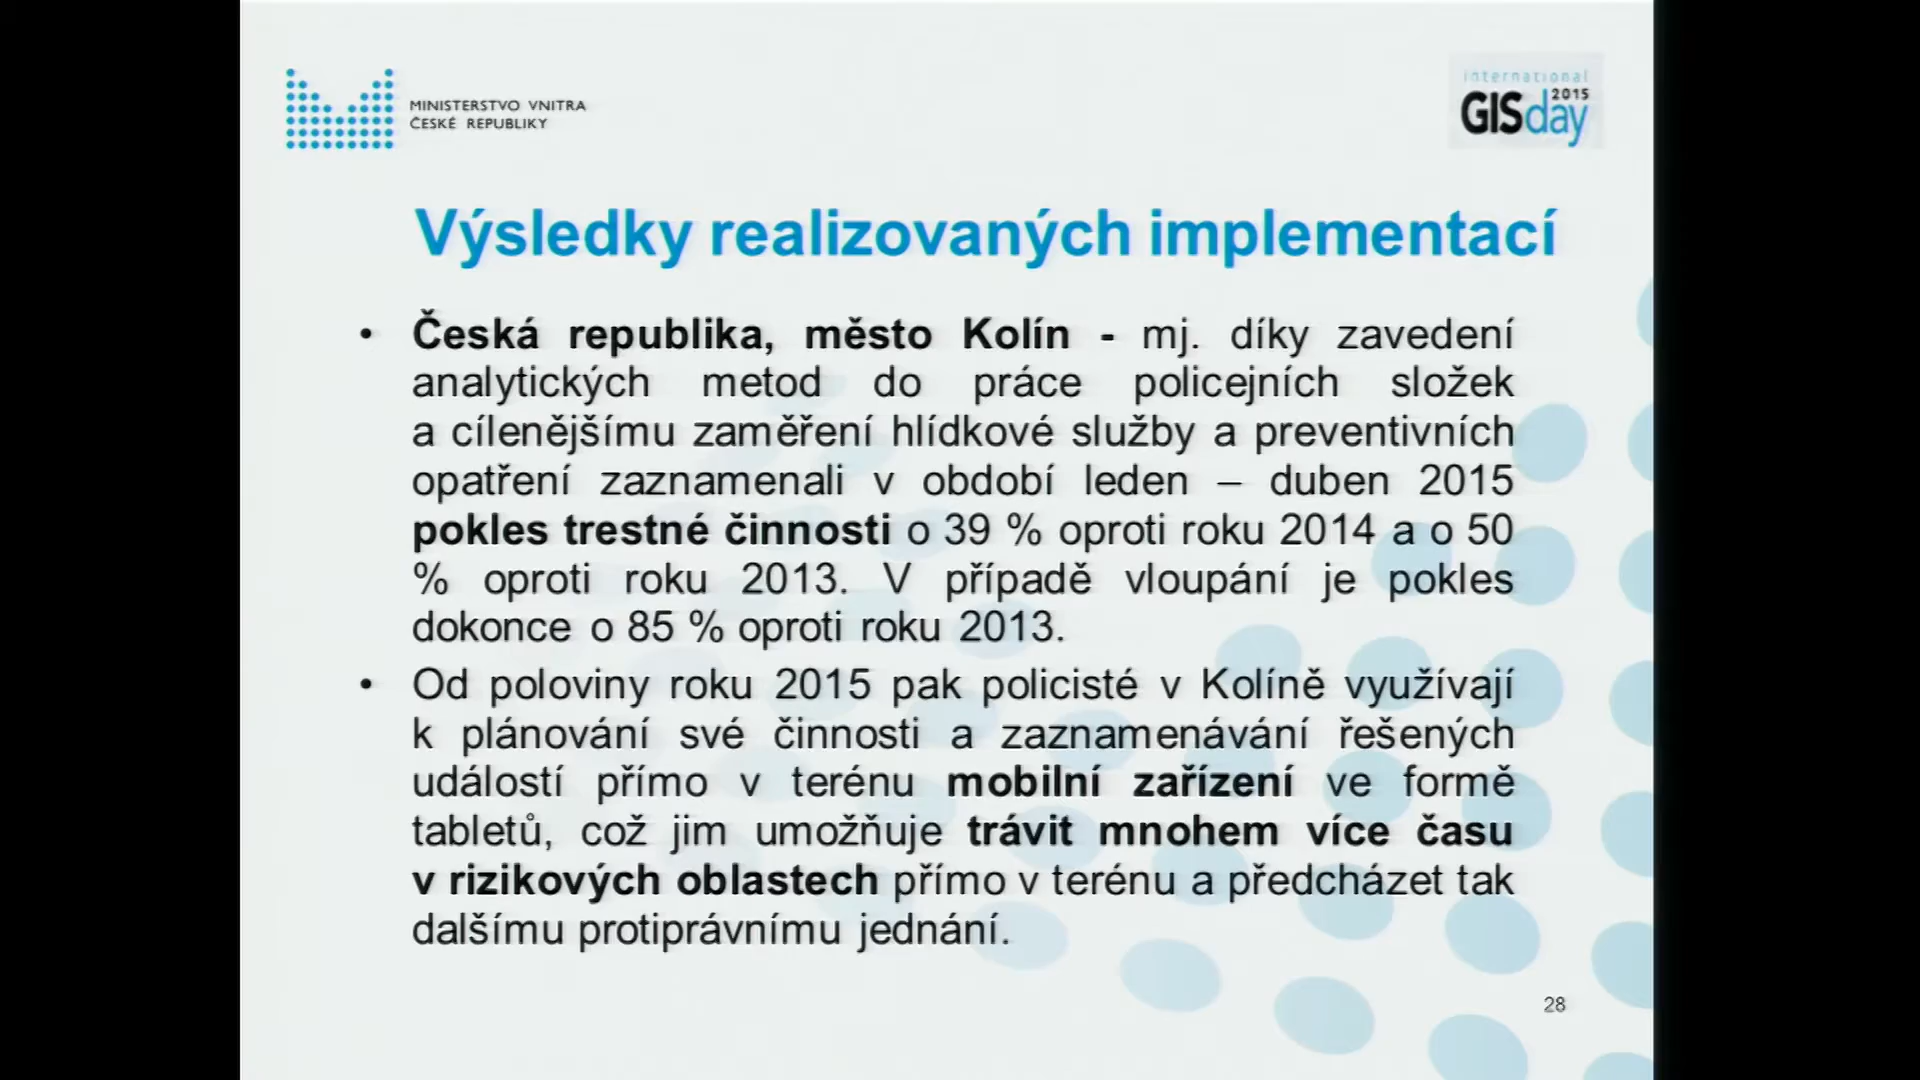 MINISTERSTVO VNITRA
ČESKÉ REPUBLIKY
international
2015
GISday
Výsledky realizovaných implementací
• Česká republika, město Kolín - mj. díky zavedení
analytických metod do práce policejních složek
a cílenějšímu zaměření hlídkové služby a preventivních
opatření zaznamenali v období leden – duben 2015
pokles trestné činnosti o 39 % oproti roku 2014 a o 50
% oproti roku 2013. V případě vloupání je pokles
dokonce o 85 % oproti roku 2013.
• Od poloviny roku 2015 pak policisté v Kolíně využívají
k plánování své činnosti a zaznamenávání řešených
událostí přímo v terénu mobilní zařízení ve formě
tabletů, což jim umožňuje trávit mnohem více času
v rizikových oblastech přímo v terénu a předcházet tak
dalšímu protiprávnímu jednání.
28